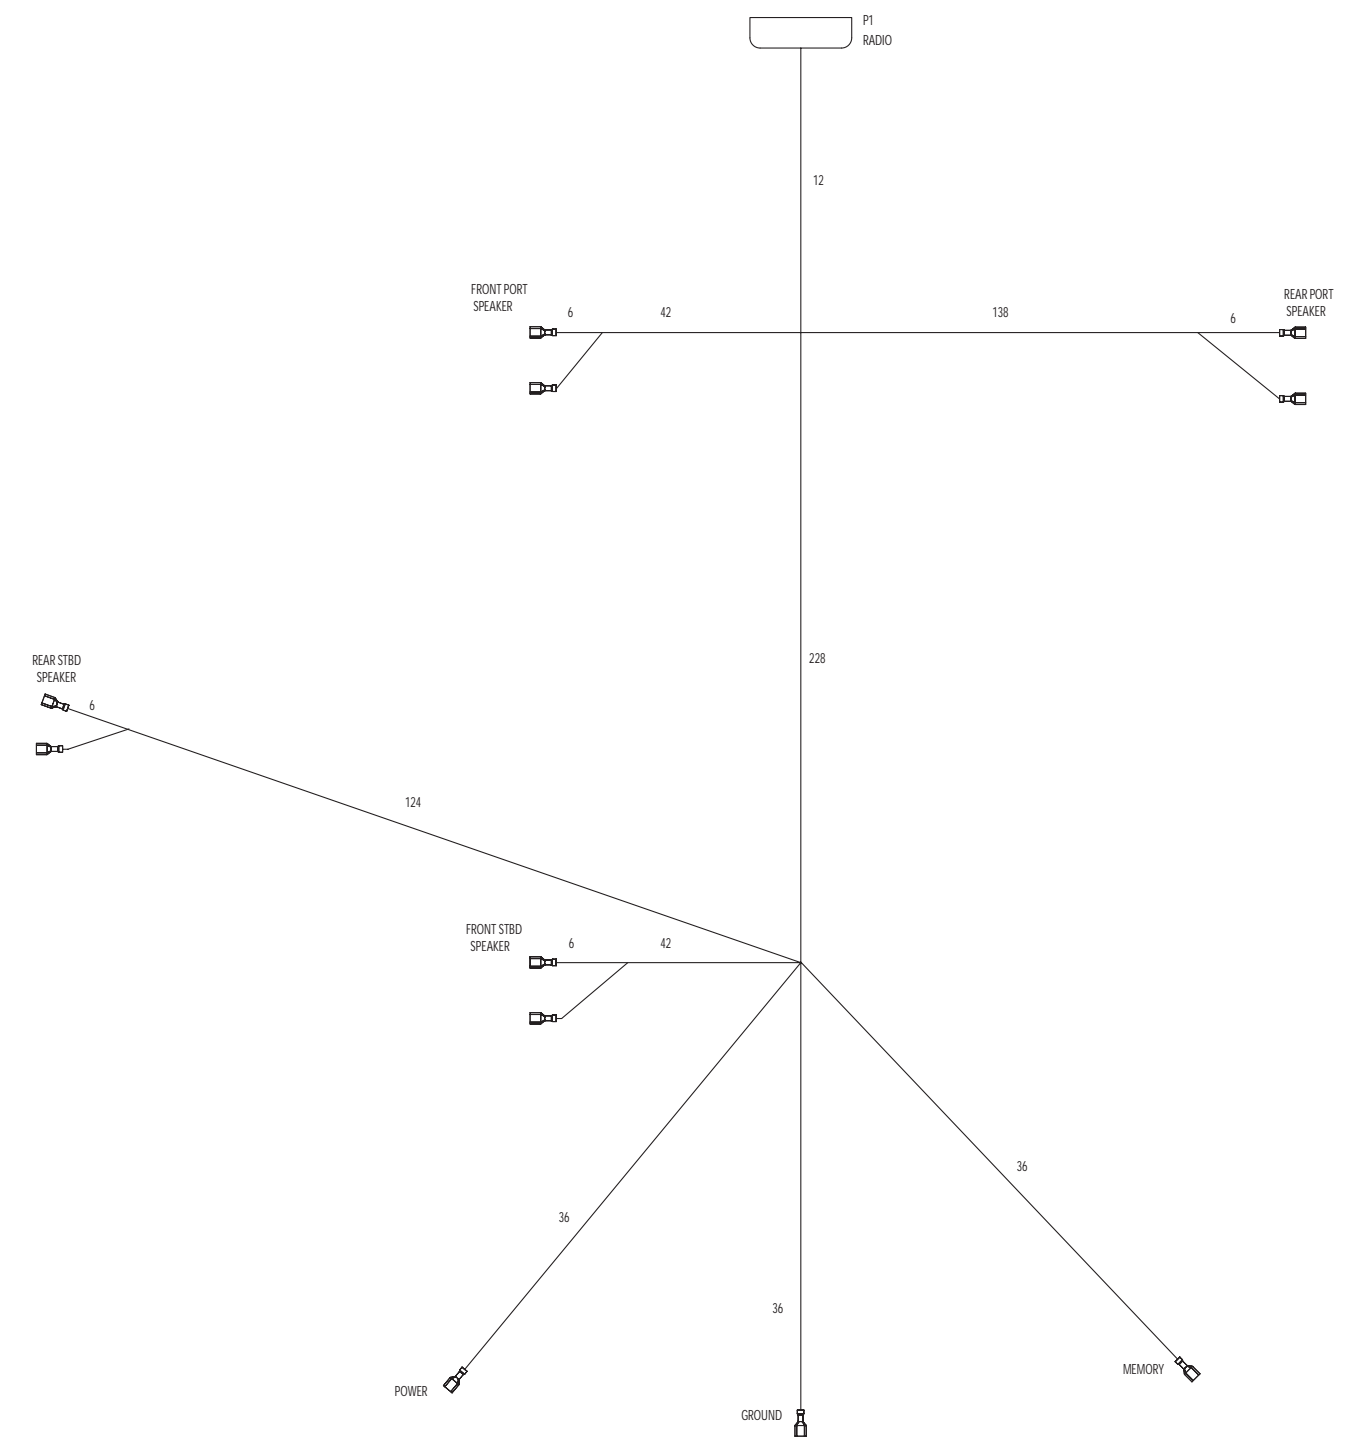 P1
RADIO
12
FRONT PORT
SPEAKER
6
42
138
6
REAR PORT
SPEAKER
228
REAR STBD
SPEAKER
6
124
FRONT STBD
SPEAKER
6
42
36
36
36
MEMORY
POWER
GROUND